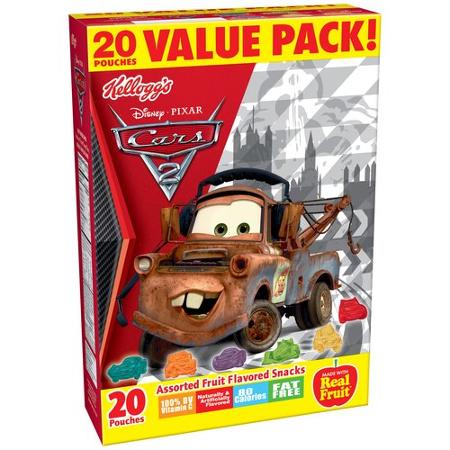 20 VALUE PACK!
POUCHES
Kellogg's
Disney • PIXAR
Cars
2
Assorted Fruit Flavored Snacks
20
Pouches
100% DV
Vitamin C
Naturally &
Artificially
Flavored
80
Calories
FAT
FREE
MADE WITH
Real
Fruit